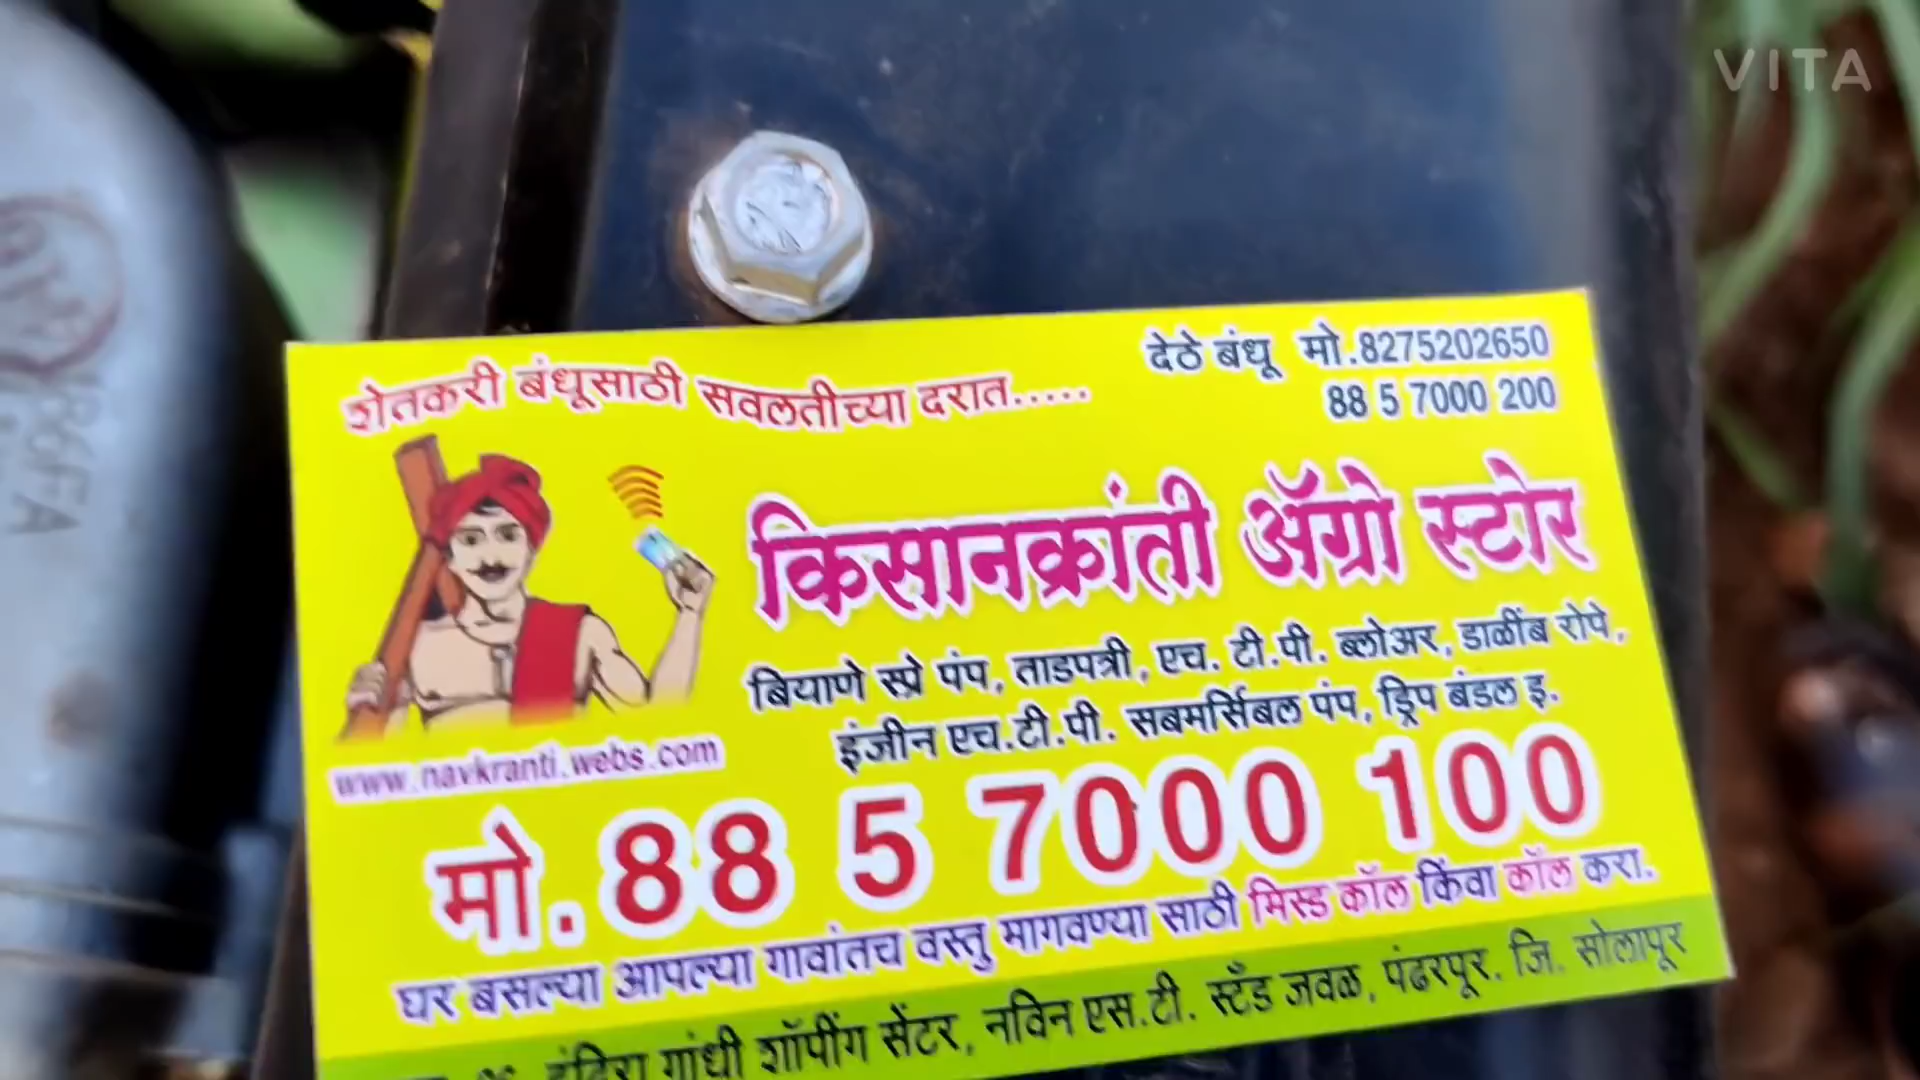 VITA
शेतकरी बंधूसाठी सवलतीच्या दरात.....
देठे बंधू मो.8275202650
88 5 7000 200
किसानक्रांती ॲग्रो स्टोर
बियाणे स्प्रे पंप, ताडपत्री, एच. टी.पी. ब्लोअर, डाळींब रोपे,
इंजीन एच.टी.पी. सबमर्सिबल पंप, ड्रिप बंडल इ.
www.navkranti.webs.com
मो.88 5 7000 100
घर बसल्या आपल्या गावांतच वस्तु मागवण्या साठी मिस्ड कॉल किंवा कॉल करा.
इंदिरा गांधी शॉपींग सेंटर, नविन एस.टी. स्टँड जवळ, पंढरपूर. जि. सोलापूर